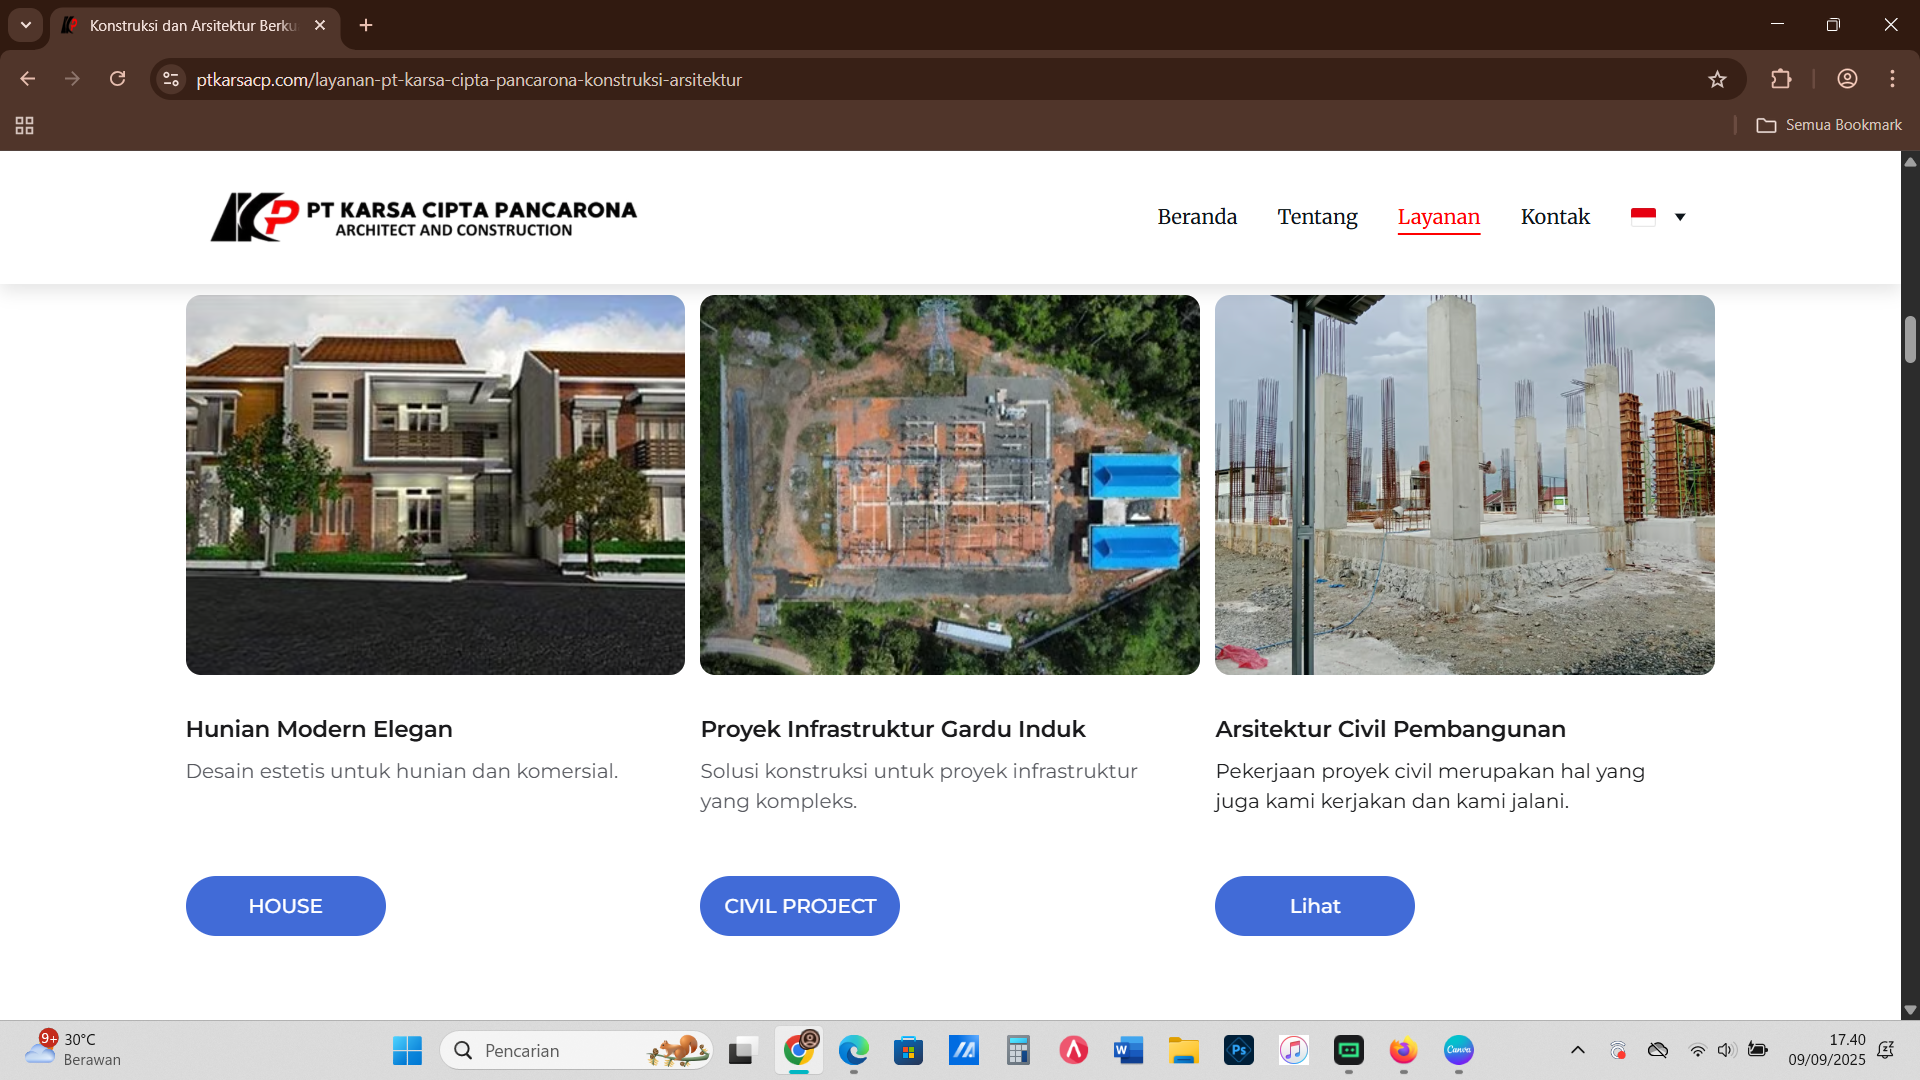 Konstruksi dan Arsitektur Berku
ptkarsacp.com/layanan-pt-karsa-cipta-pancarona-konstruksi-arsitektur
Semua Bookmark
KCP PT KARSA CIPTA PANCARONA
ARCHITECT AND CONSTRUCTION
Beranda Tentang Layanan Kontak
Hunian Modern Elegan
Desain estetis untuk hunian dan komersial.
HOUSE
Proyek Infrastruktur Gardu Induk
Solusi konstruksi untuk proyek infrastruktur
yang kompleks.
CIVIL PROJECT
Arsitektur Civil Pembangunan
Pekerjaan proyek civil merupakan hal yang
juga kami kerjakan dan kami jalani.
Lihat
9+
30°C
Berawan
Pencarian
W
Ps
Canva
17.40
09/09/2025